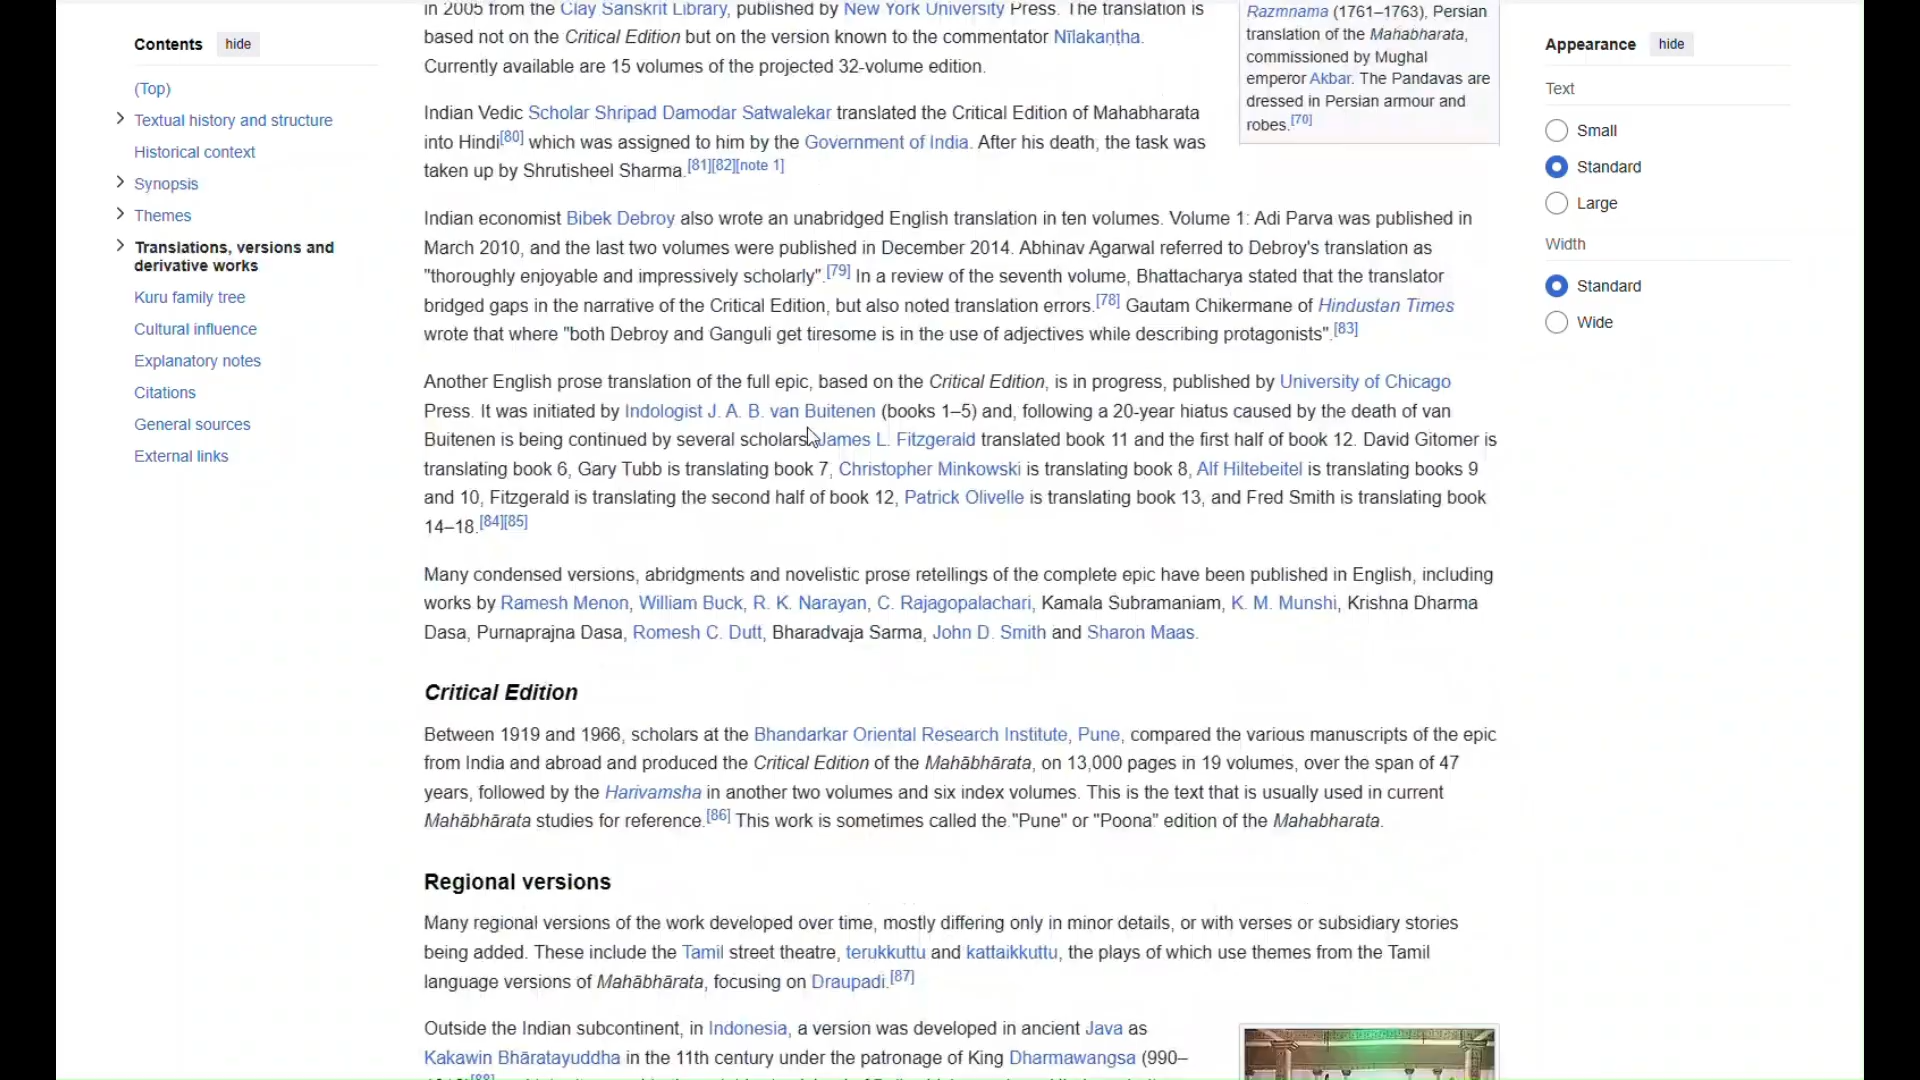 Contents hide
(Top)
Textual history and structure
Historical context
Synopsis
Themes
Translations, versions and
derivative works
Kuru family tree
Cultural influence
Explanatory notes
Citations
General sources
External links
in 2005 from the Clay Sanskrit Library, published by New York University Press. The translation is
based not on the Critical Edition but on the version known to the commentator Nīlakaṇṭha.
Currently available are 15 volumes of the projected 32-volume edition.
Indian Vedic Scholar Shripad Damodar Satwalekar translated the Critical Edition of Mahabharata
into Hindi[80] which was assigned to him by the Government of India. After his death, the task was
taken up by Shrutisheel Sharma.[81][82][note 1]
Indian economist Bibek Debroy also wrote an unabridged English translation in ten volumes. Volume 1: Adi Parva was published in
March 2010, and the last two volumes were published in December 2014. Abhinav Agarwal referred to Debroy's translation as
"thoroughly enjoyable and impressively scholarly".[79] In a review of the seventh volume, Bhattacharya stated that the translator
bridged gaps in the narrative of the Critical Edition, but also noted translation errors.[78] Gautam Chikermane of Hindustan Times
wrote that where "both Debroy and Ganguli get tiresome is in the use of adjectives while describing protagonists".[83]
Another English prose translation of the full epic, based on the Critical Edition, is in progress, published by University of Chicago
Press. It was initiated by Indologist J. A. B. van Buitenen (books 1–5) and, following a 20-year hiatus caused by the death of van
Buitenen is being continued by several scholars. James L. Fitzgerald translated book 11 and the first half of book 12. David Gitomer is
translating book 6, Gary Tubb is translating book 7, Christopher Minkowski is translating book 8, Alf Hiltebeitel is translating books 9
and 10, Fitzgerald is translating the second half of book 12, Patrick Olivelle is translating book 13, and Fred Smith is translating book
14–18.[84][85]
Many condensed versions, abridgments and novelistic prose retellings of the complete epic have been published in English, including
works by Ramesh Menon, William Buck, R. K. Narayan, C. Rajagopalachari, Kamala Subramaniam, K. M. Munshi, Krishna Dharma
Dasa, Purnaprajna Dasa, Romesh C. Dutt, Bharadvaja Sarma, John D. Smith and Sharon Maas.
Critical Edition
Between 1919 and 1966, scholars at the Bhandarkar Oriental Research Institute, Pune, compared the various manuscripts of the epic
from India and abroad and produced the Critical Edition of the Mahābhārata, on 13,000 pages in 19 volumes, over the span of 47
years, followed by the Harivamsha in another two volumes and six index volumes. This is the text that is usually used in current
Mahābhārata studies for reference.[86] This work is sometimes called the "Pune" or "Poona" edition of the Mahabharata.
Regional versions
Many regional versions of the work developed over time, mostly differing only in minor details, or with verses or subsidiary stories
being added. These include the Tamil street theatre, terukkuttu and kattaikkuttu, the plays of which use themes from the Tamil
language versions of Mahābhārata, focusing on Draupadi.[87]
Outside the Indian subcontinent, in Indonesia, a version was developed in ancient Java as
Kakawin Bhāratayuddha in the 11th century under the patronage of King Dharmawangsa (990–
Razmnama (1761–1763), Persian
translation of the Mahabharata,
commissioned by Mughal
emperor Akbar. The Pandavas are
dressed in Persian armour and
robes.[70]
Appearance hide
Text
Small
Standard
Large
Width
Standard
Wide